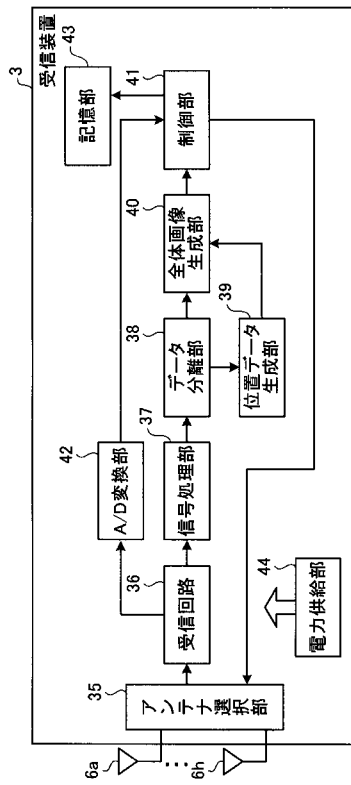 3
受信装置
43
記憶部
41
制御部
40
全体画像
生成部
39
位置データ
生成部
38
データ
分離部
42
A/D変換部
37
信号処理部
36
受信回路
44
電力供給部
35
アンテナ選択部
6a
6h